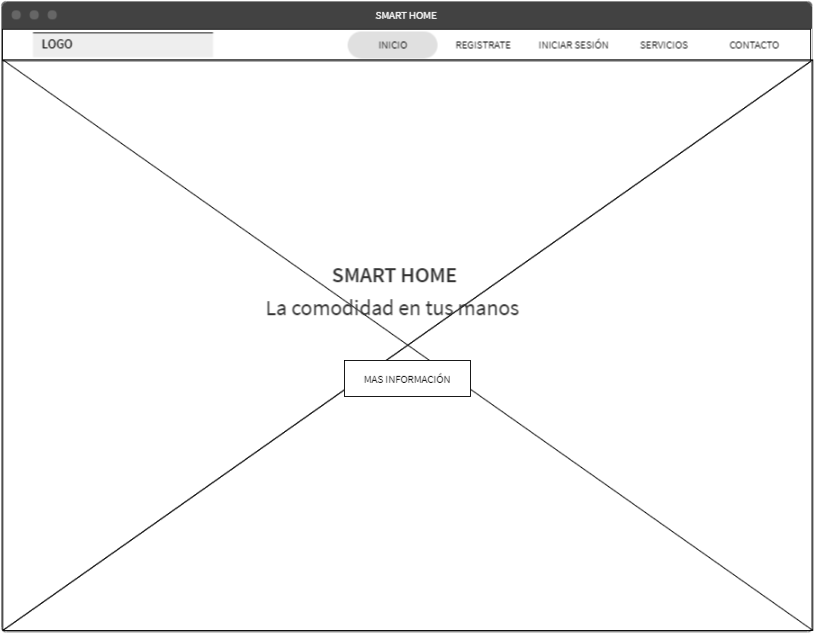 SMART HOME
LOGO
INICIO
REGISTRATE
INICIAR SESIÓN
SERVICIOS
CONTACTO
SMART HOME
La comodidad en tus manos
MAS INFORMACIÓN